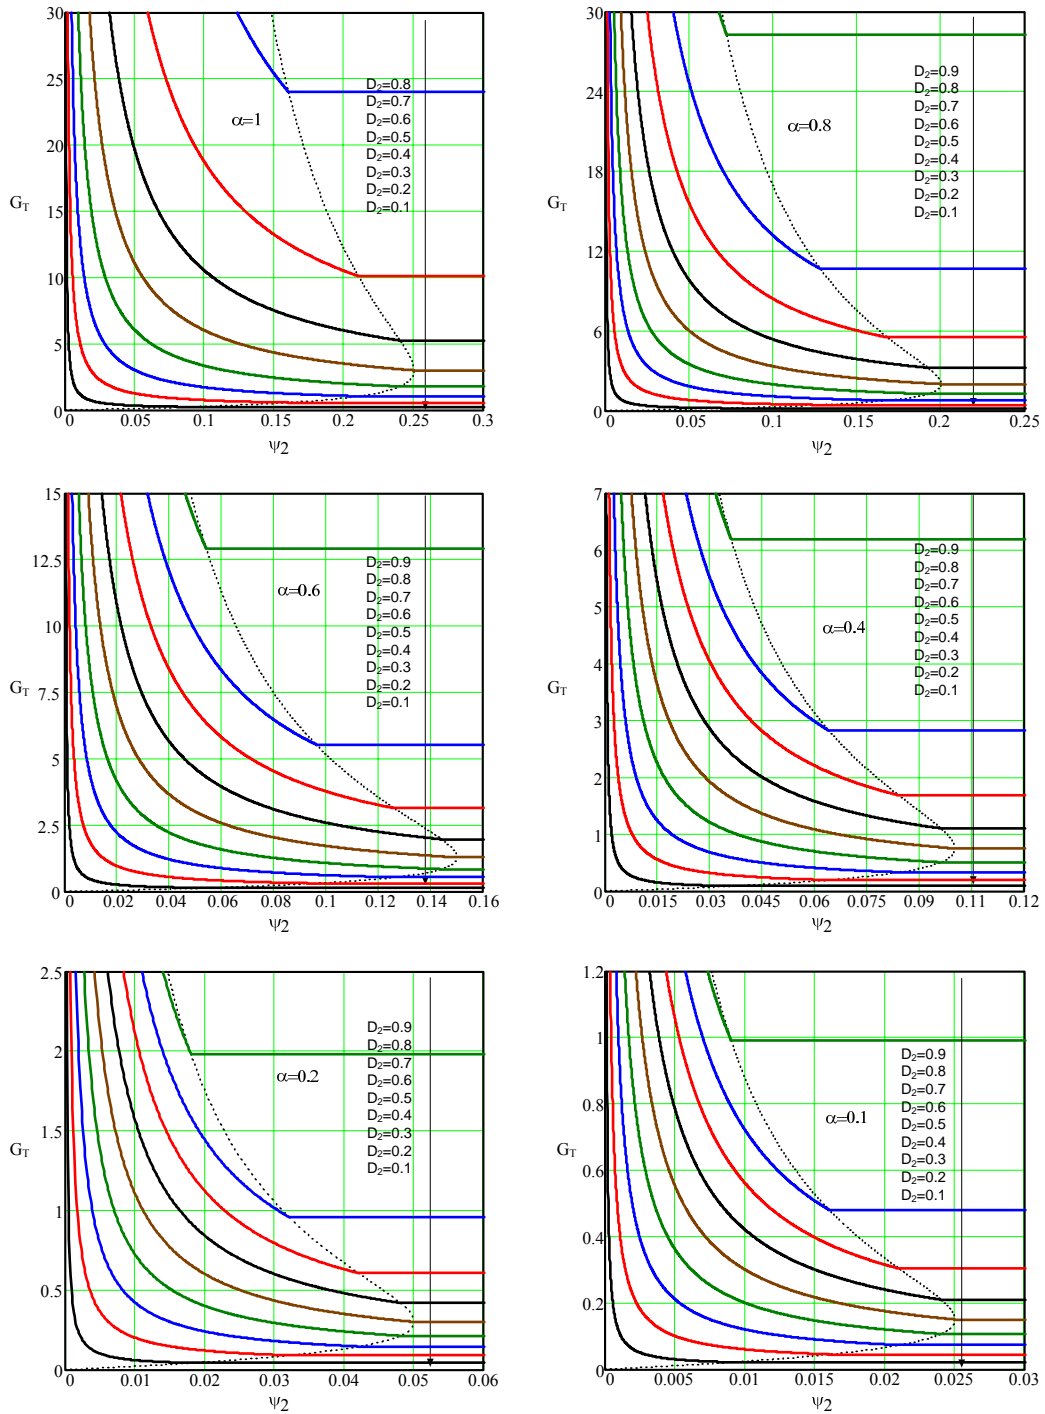 30
25
20
15
10
5
0
G_T
α=1
D₂=0.8
D₂=0.7
D₂=0.6
D₂=0.5
D₂=0.4
D₂=0.3
D₂=0.2
D₂=0.1
0 0.05 0.1 0.15 0.2 0.25 0.3
ψ₂
30
24
18
12
6
0
G_T
α=0.8
D₂=0.9
D₂=0.8
D₂=0.7
D₂=0.6
D₂=0.5
D₂=0.4
D₂=0.3
D₂=0.2
D₂=0.1
0 0.05 0.1 0.15 0.2 0.25
ψ₂
15
12.5
10
7.5
5
2.5
0
G_T
α=0.6
D₂=0.9
D₂=0.8
D₂=0.7
D₂=0.6
D₂=0.5
D₂=0.4
D₂=0.3
D₂=0.2
D₂=0.1
0 0.02 0.04 0.06 0.08 0.1 0.12 0.14 0.16
ψ₂
7
6
5
4
3
2
1
0
G_T
α=0.4
D₂=0.9
D₂=0.8
D₂=0.7
D₂=0.6
D₂=0.5
D₂=0.4
D₂=0.3
D₂=0.2
D₂=0.1
0 0.015 0.03 0.045 0.06 0.075 0.09 0.11 0.12
ψ₂
2.5
2
1.5
1
0.5
0
G_T
α=0.2
D₂=0.9
D₂=0.8
D₂=0.7
D₂=0.6
D₂=0.5
D₂=0.4
D₂=0.3
D₂=0.2
D₂=0.1
0 0.01 0.02 0.03 0.04 0.05 0.06
ψ₂
1.2
1
0.8
0.6
0.4
0.2
0
G_T
α=0.1
D₂=0.9
D₂=0.8
D₂=0.7
D₂=0.6
D₂=0.5
D₂=0.4
D₂=0.3
D₂=0.2
D₂=0.1
0 0.005 0.01 0.015 0.02 0.025 0.03
ψ₂